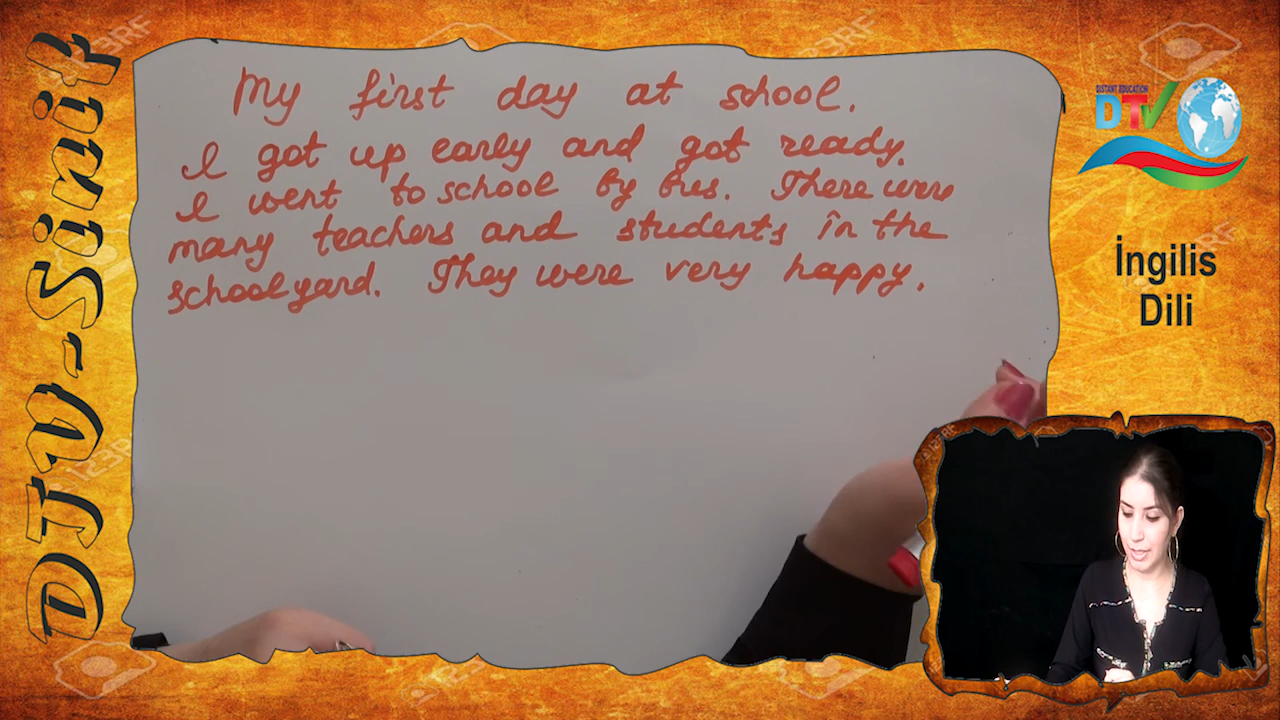 DTV-Sinif
My first day at school.
I got up early and got ready.
I went to school by bus. There were
many teachers and students in the
schoolyard. They were very happy.
DISTANT EDUCATION
DTV
İngilis
Dili
123RF